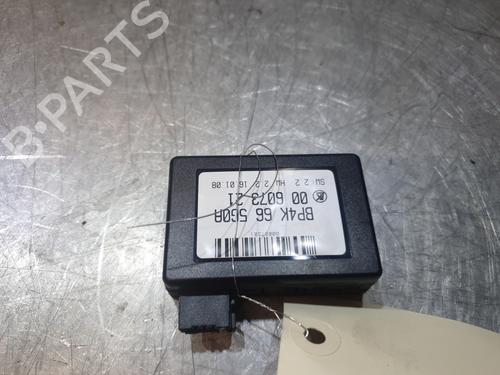 B-PARTS
BP4K 66 560A
00 6073 21
SW 2.2 HW 2.2 16 01 08